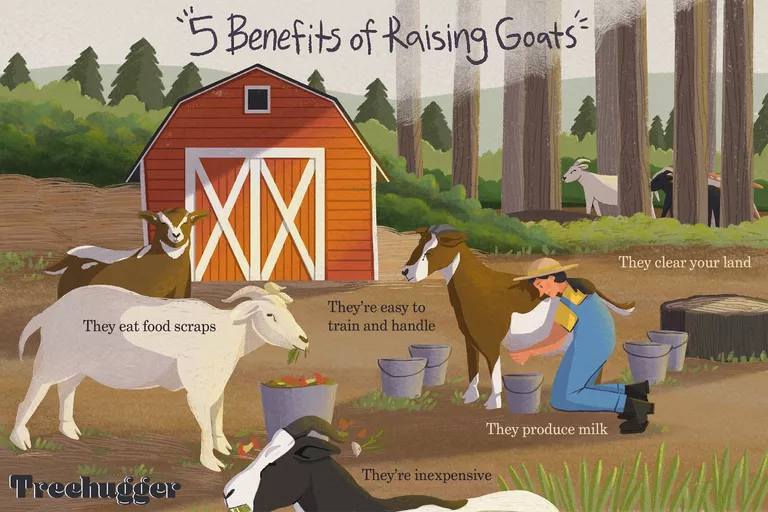 5 Benefits of Raising Goats
They clear your land
They're easy to
train and handle
They eat food scraps
They produce milk
They're inexpensive
Treehugger